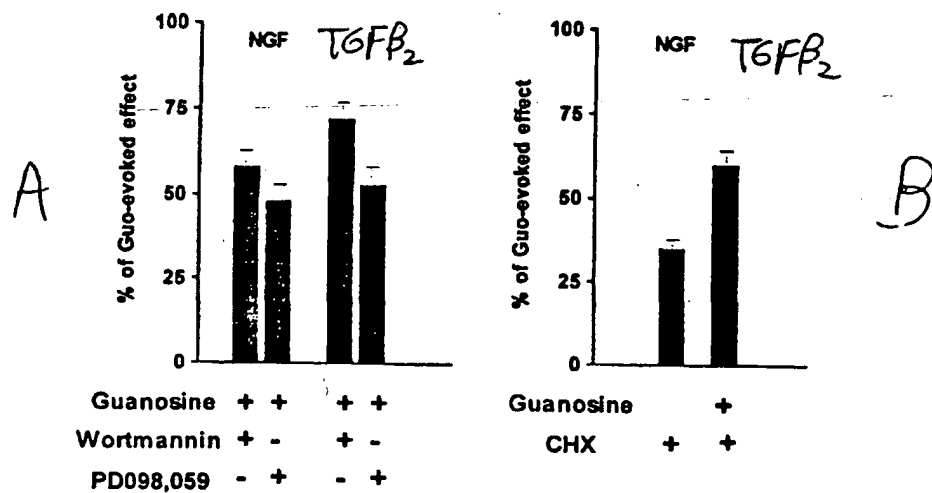 A
% of Guo-evoked effect
100
75
50
25
0
NGF TGFβ₂
Guanosine + + + +
Wortmannin + - + -
PD098,059 - + - +
B
% of Guo-evoked effect
100
75
50
25
0
NGF TGFβ₂
Guanosine +
CHX + +